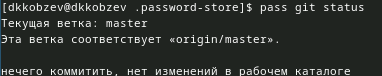 [dkkobzev@dkkobzev .password-store]$ pass git status
Текущая ветка: master
Эта ветка соответствует «origin/master».
нечего коммитить, нет изменений в рабочем каталоге